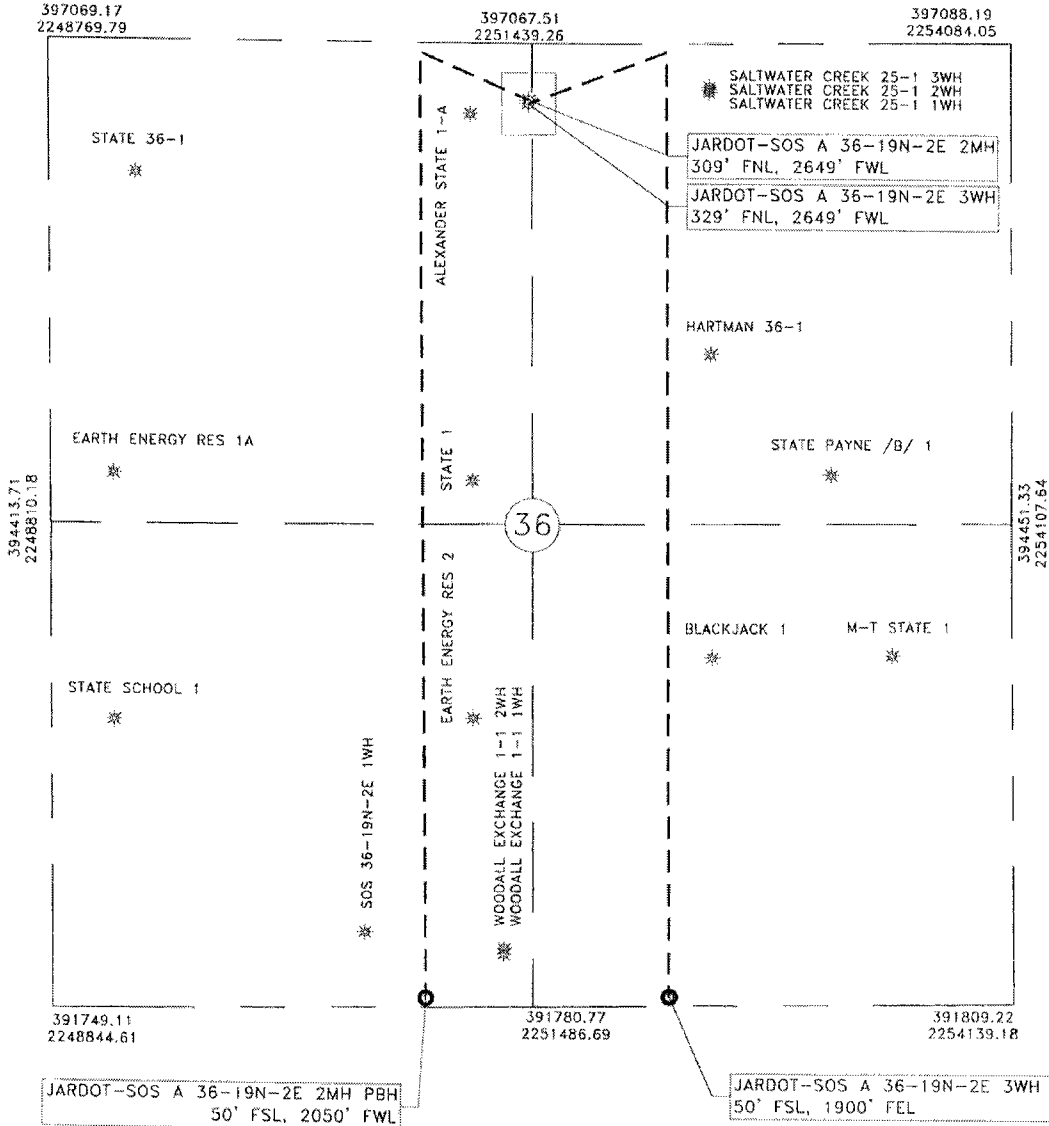 397069.17
2248769.79
397067.51
2251439.26
397088.19
2254084.05
SALTWATER CREEK 25-1 3WH
SALTWATER CREEK 25-1 2WH
SALTWATER CREEK 25-1 1WH
STATE 36-1
ALEXANDER STATE 1-A
JARDOT-SOS A 36-19N-2E 2MH
309' FNL, 2649' FWL
JARDOT-SOS A 36-19N-2E 3WH
329' FNL, 2649' FWL
HARTMAN 36-1
EARTH ENERGY RES 1A
STATE 1
STATE PAYNE /B/ 1
394413.71
2248810.18
36
394451.33
2254107.64
EARTH ENERGY RES 2
BLACKJACK 1
M-T STATE 1
STATE SCHOOL 1
SOS 36-19N-2E 1WH
WOODALL EXCHANGE 1-1 2WH
WOODALL EXCHANGE 1-1 1WH
391749.11
2248844.61
391780.77
2251486.69
391809.22
2254139.18
JARDOT-SOS A 36-19N-2E 2MH PBH
50' FSL, 2050' FWL
JARDOT-SOS A 36-19N-2E 3WH
50' FSL, 1900' FEL